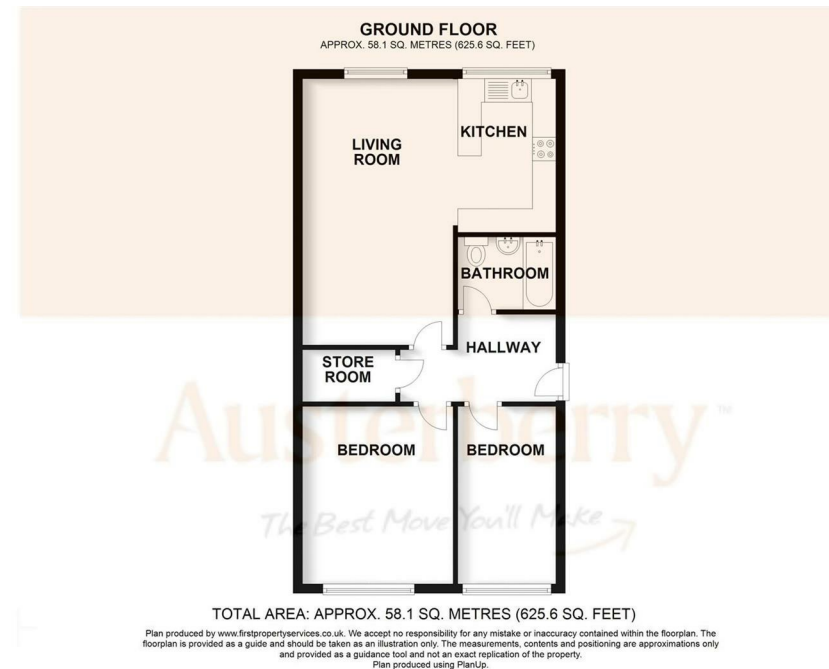 GROUND FLOOR
APPROX. 58.1 SQ. METRES (625.6 SQ. FEET)
KITCHEN
LIVING
ROOM
BATHROOM
HALLWAY
STORE
ROOM
Austerberry™
BEDROOM
BEDROOM
The Best Move You'll Make
TOTAL AREA: APPROX. 58.1 SQ. METRES (625.6 SQ. FEET)
Plan produced by www.firstpropertyservices.co.uk. We accept no responsibility for any mistake or inaccuracy contained within the floorplan. The
floorplan is provided as a guide and should be taken as an illustration only. The measurements, contents and positioning are approximations only
and provided as a guidance tool and not an exact replication of the property.
Plan produced using PlanUp.